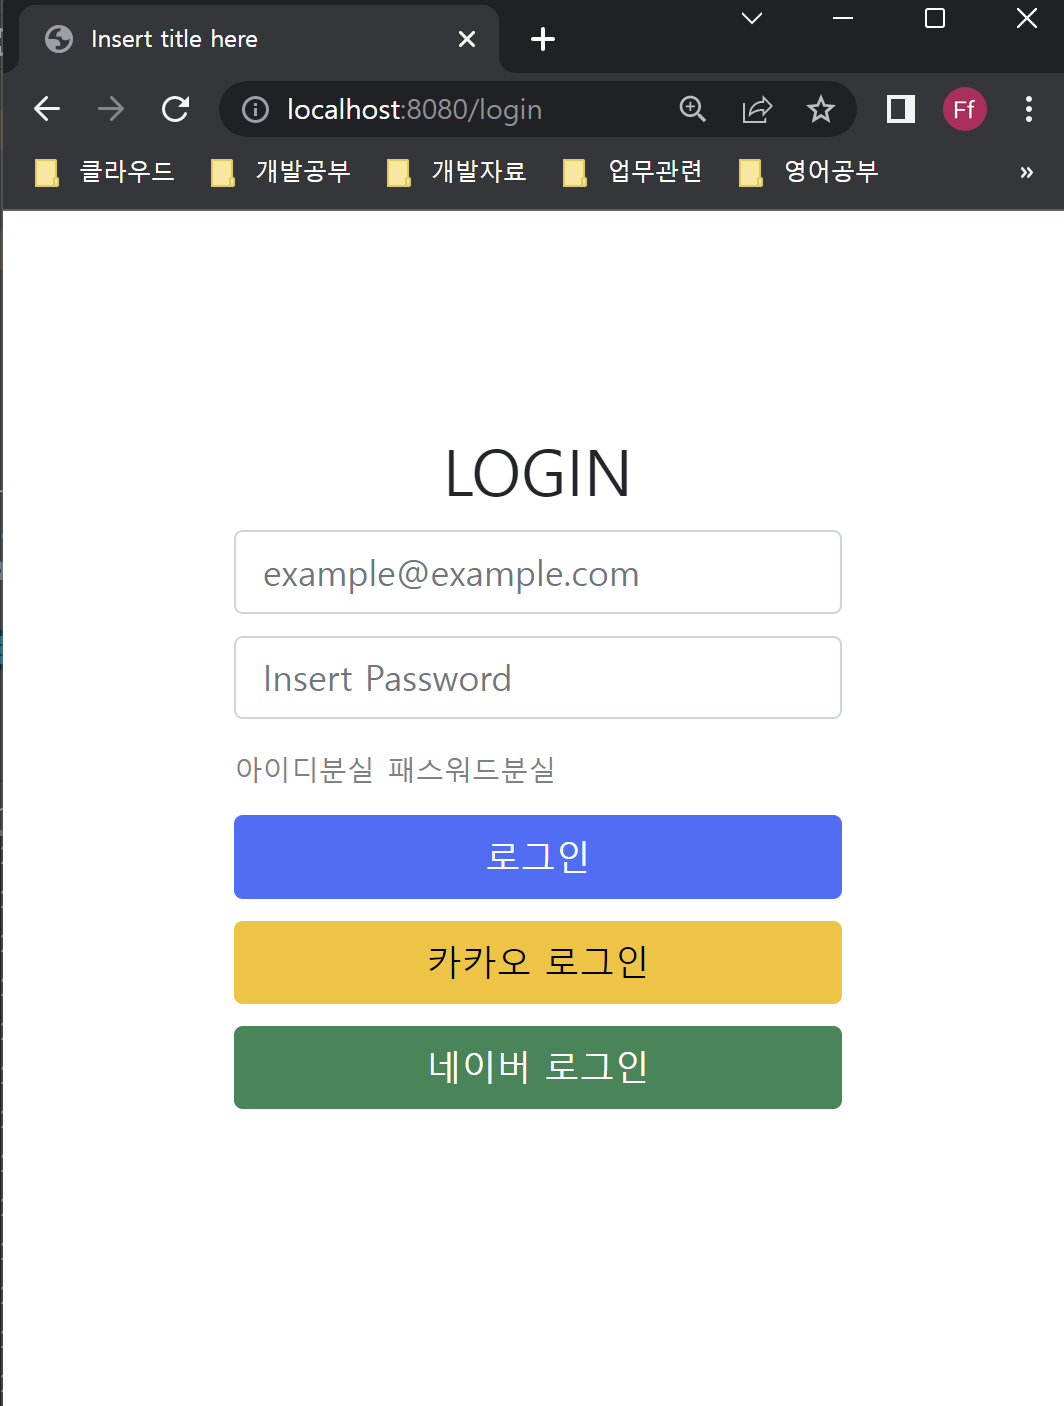 Insert title here
localhost:8080/login
Ff
클라우드 개발공부 개발자료 업무관련 영어공부 »
LOGIN
example@example.com
Insert Password
아이디분실 패스워드분실
로그인
카카오 로그인
네이버 로그인